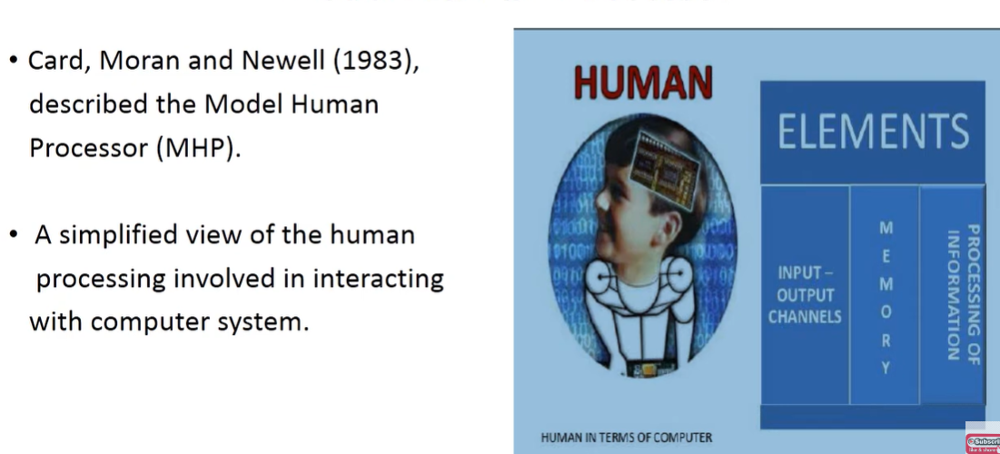 • Card, Moran and Newell (1983),
described the Model Human
Processor (MHP).
• A simplified view of the human
processing involved in interacting
with computer system.
HUMAN
ELEMENTS
INPUT –
OUTPUT
CHANNELS
MEMORY
PROCESSING OF
INFORMATION
HUMAN IN TERMS OF COMPUTER